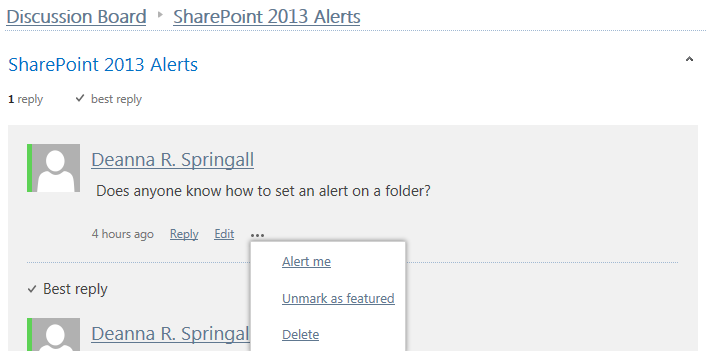 Discussion Board ▸ SharePoint 2013 Alerts
SharePoint 2013 Alerts
1 reply ✓ best reply
Deanna R. Springall
Does anyone know how to set an alert on a folder?
4 hours ago Reply Edit •••
Alert me
✓ Best reply
Unmark as featured
Deanna R. Springal
Delete